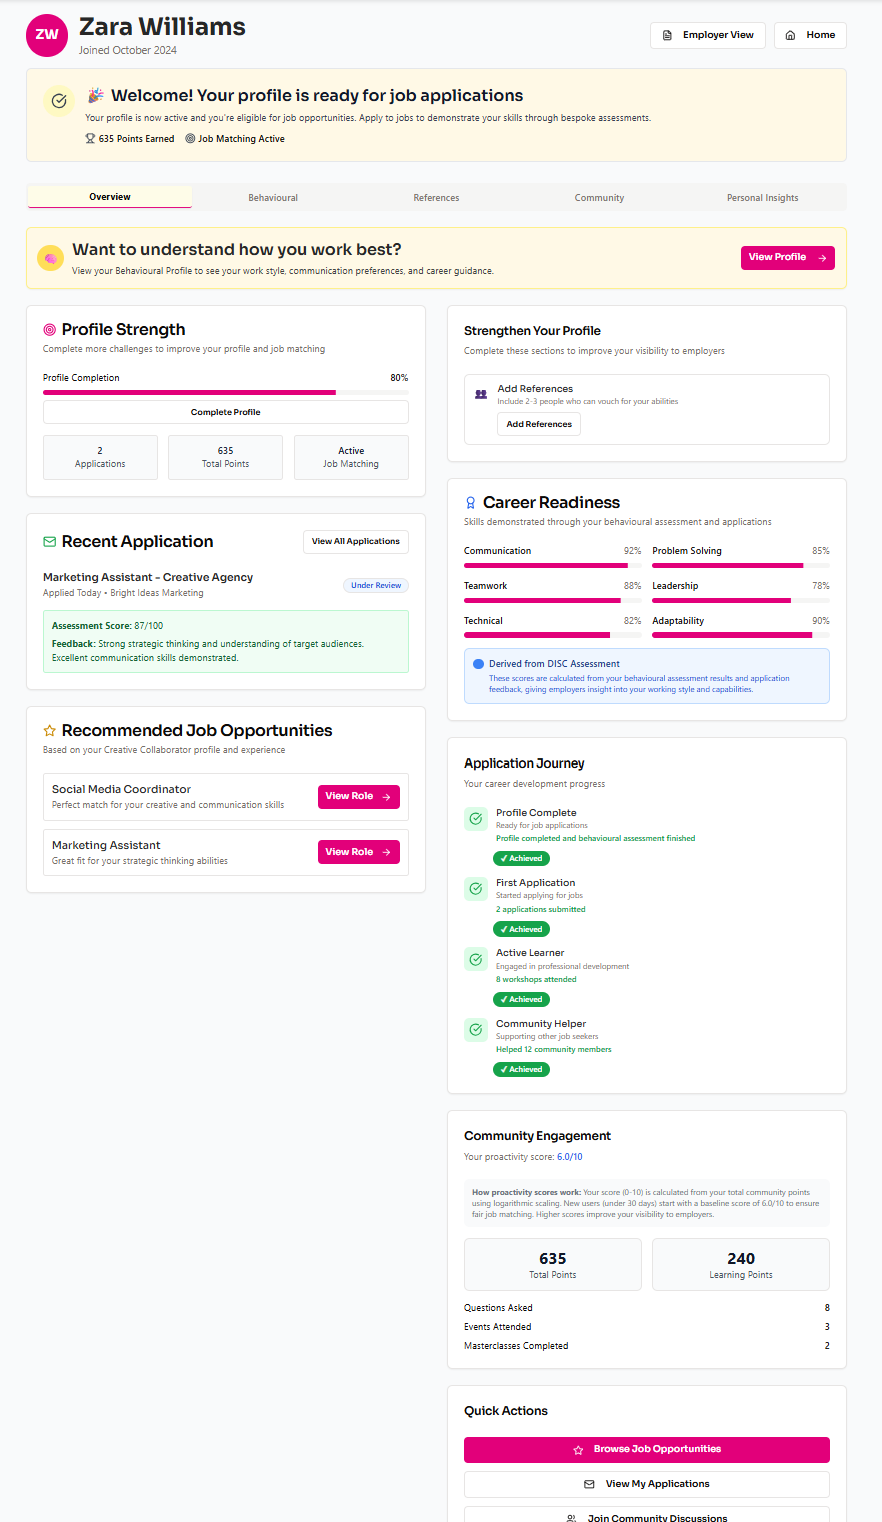 ZW
Zara Williams
Joined October 2024
Employer View
Home
Welcome! Your profile is ready for job applications
Your profile is now active and you're eligible for job opportunities. Apply to jobs to demonstrate your skills through bespoke assessments.
635 Points Earned
Job Matching Active
Overview
Behavioural
References
Community
Personal Insights
Want to understand how you work best?
View your Behavioural Profile to see your work style, communication preferences, and career guidance.
View Profile →
Profile Strength
Complete more challenges to improve your profile and job matching
Profile Completion 80%
Complete Profile
2
Applications
635
Total Points
Active
Job Matching
Recent Application
View All Applications
Marketing Assistant - Creative Agency
Applied Today • Bright Ideas Marketing
Under Review
Assessment Score: 87/100
Feedback: Strong strategic thinking and understanding of target audiences.
Excellent communication skills demonstrated.
Recommended Job Opportunities
Based on your Creative Collaborator profile and experience
Social Media Coordinator
Perfect match for your creative and communication skills
View Role →
Marketing Assistant
Great fit for your strategic thinking abilities
View Role →
Strengthen Your Profile
Complete these sections to improve your visibility to employers
Add References
Include 2-3 people who can vouch for your abilities
Add References
Career Readiness
Skills demonstrated through your behavioural assessment and applications
Communication 92%
Problem Solving 85%
Teamwork 88%
Leadership 78%
Technical 82%
Adaptability 90%
Derived from DISC Assessment
These scores are calculated from your behavioural assessment results and application
feedback, giving employers insight into your working style and capabilities.
Application Journey
Your career development progress
Profile Complete
Ready for job applications
Profile completed and behavioural assessment finished
✓ Achieved
First Application
Started applying for jobs
2 applications submitted
✓ Achieved
Active Learner
Engaged in professional development
8 workshops attended
✓ Achieved
Community Helper
Supporting other job seekers
Helped 12 community members
✓ Achieved
Community Engagement
Your proactivity score: 6.0/10
How proactivity scores work: Your score (0-10) is calculated from your total community points
using logarithmic scaling. New users (under 30 days) start with a baseline score of 6.0/10 to ensure
fair job matching. Higher scores improve your visibility to employers.
635
Total Points
240
Learning Points
Questions Asked 8
Events Attended 3
Masterclasses Completed 2
Quick Actions
Browse Job Opportunities
View My Applications
Join Community Discussions